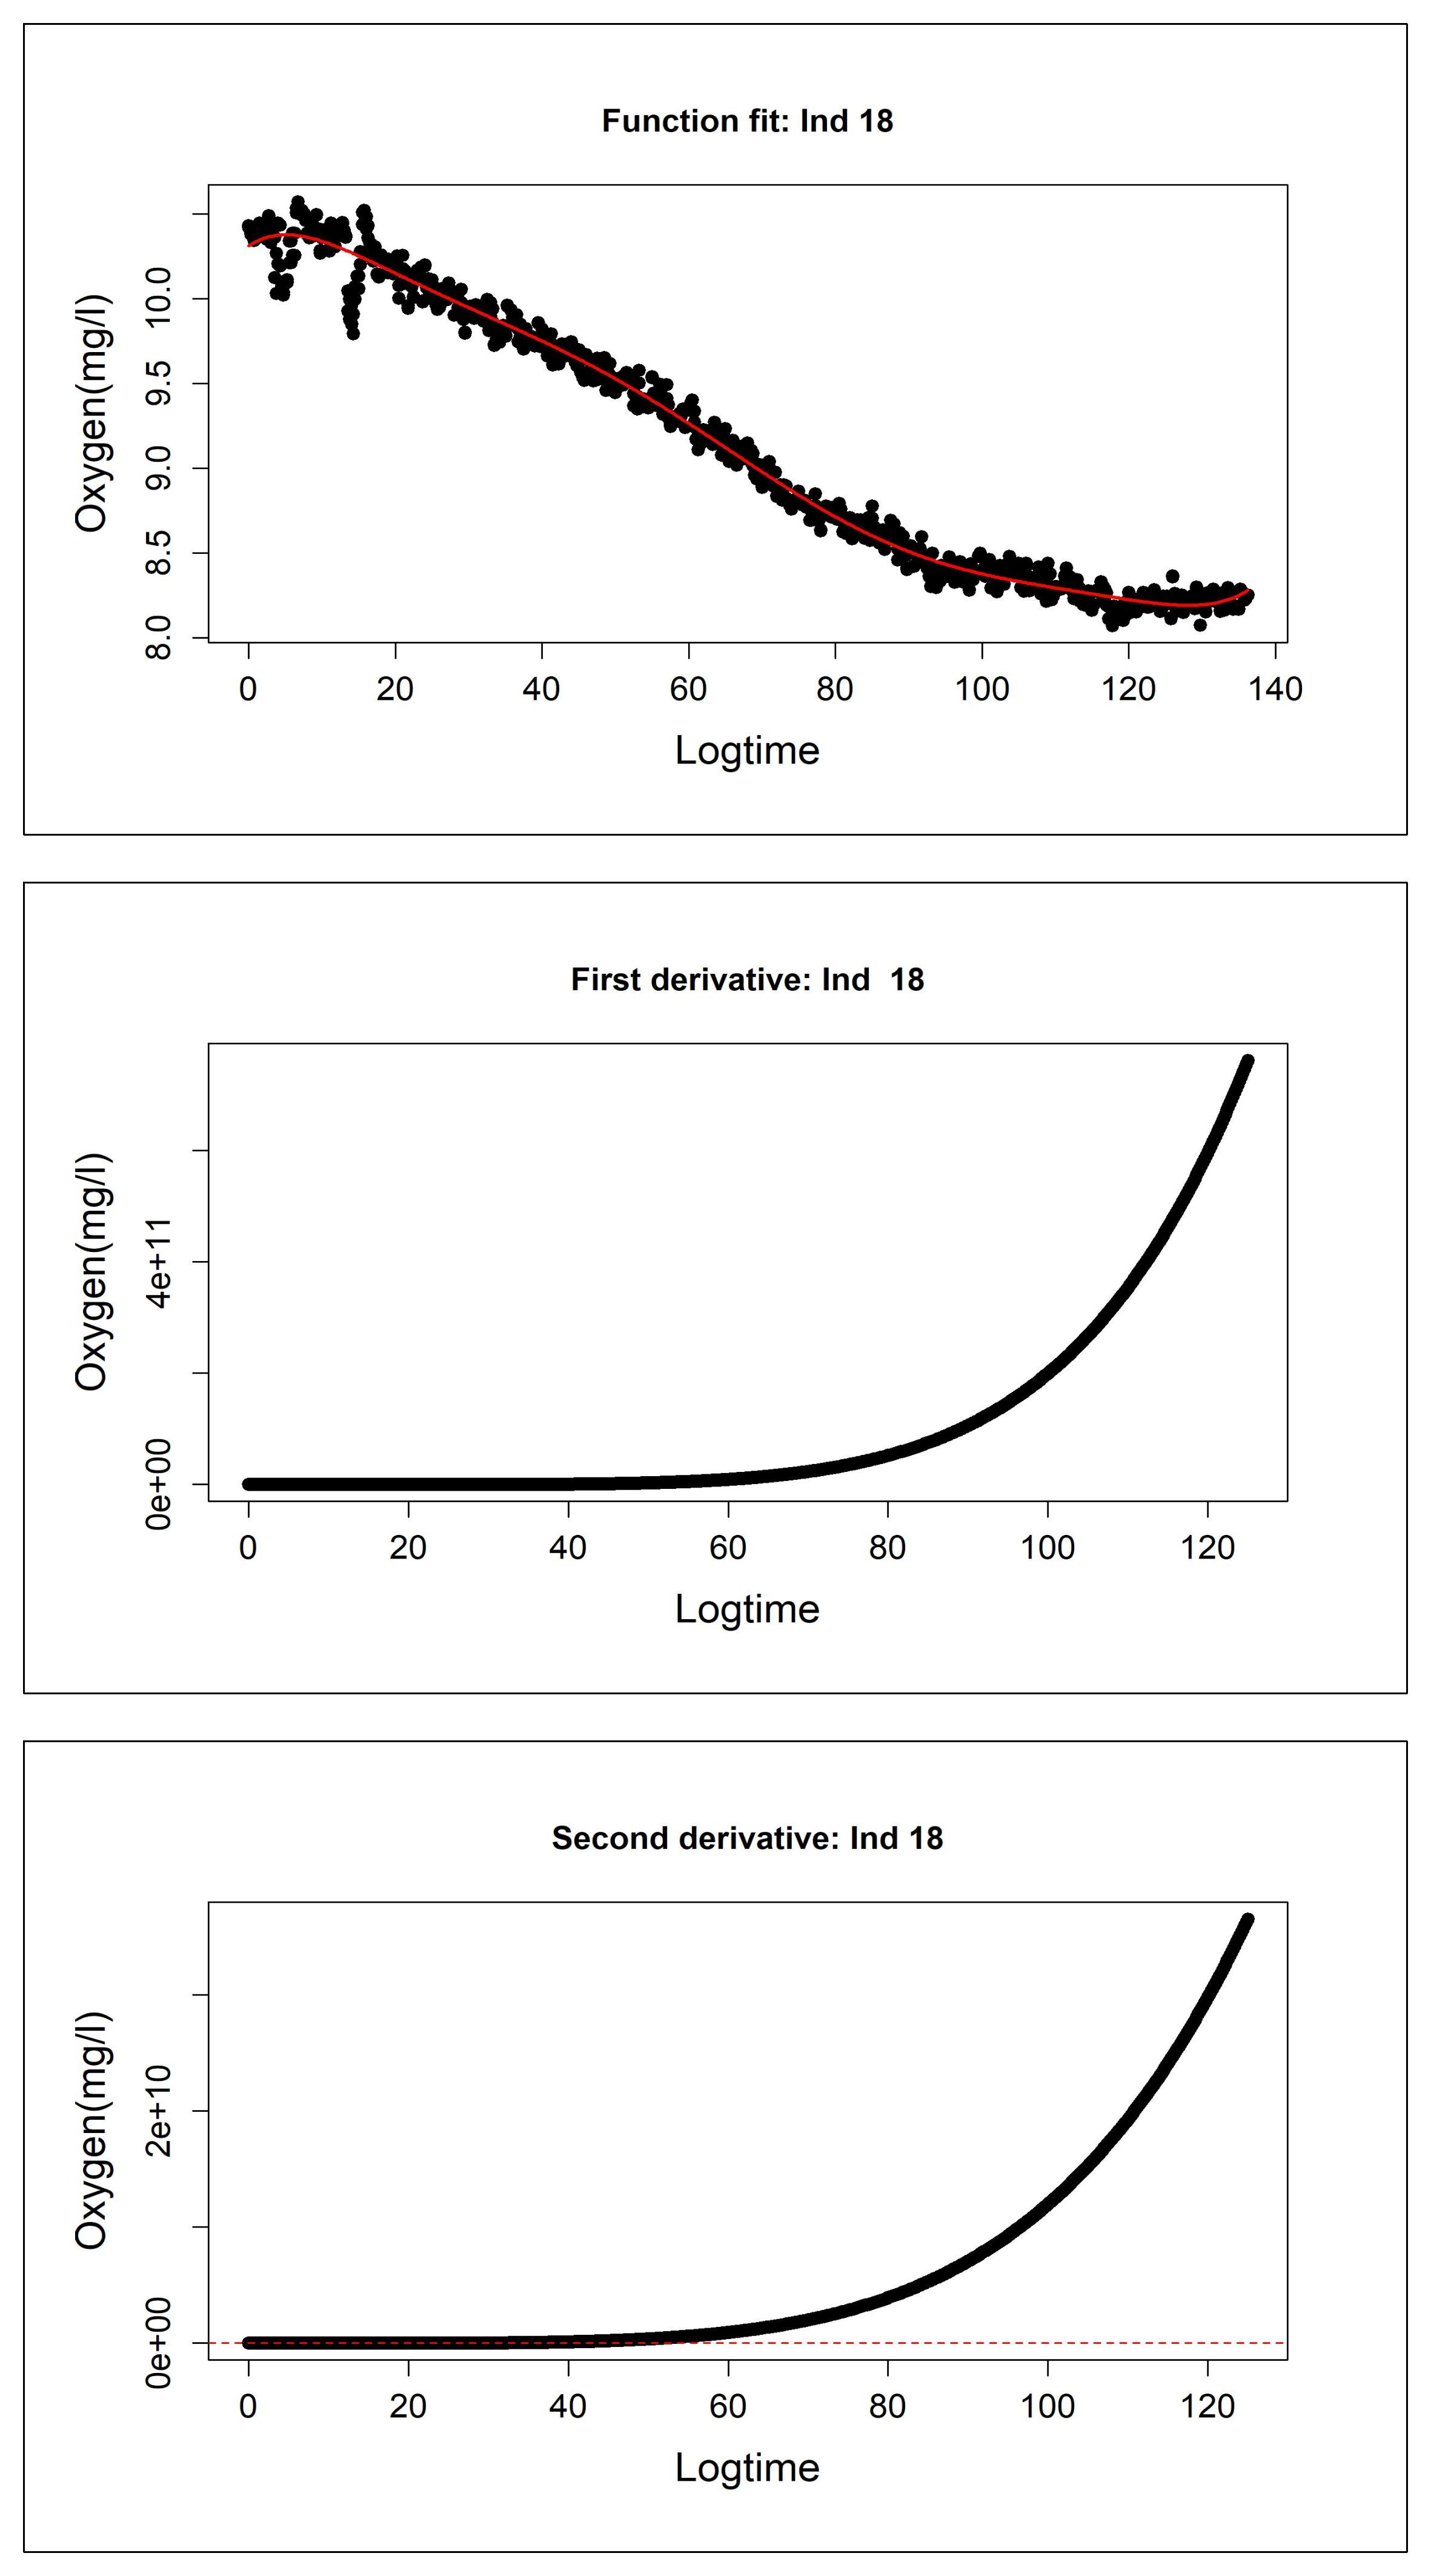 Function fit: Ind 18
Oxygen(mg/l)
10.0
9.5
9.0
8.5
8.0
0 20 40 60 80 100 120 140
Logtime
First derivative: Ind  18
Oxygen(mg/l)
4e+11
0e+00
0 20 40 60 80 100 120
Logtime
Second derivative: Ind 18
Oxygen(mg/l)
2e+10
0e+00
0 20 40 60 80 100 120
Logtime